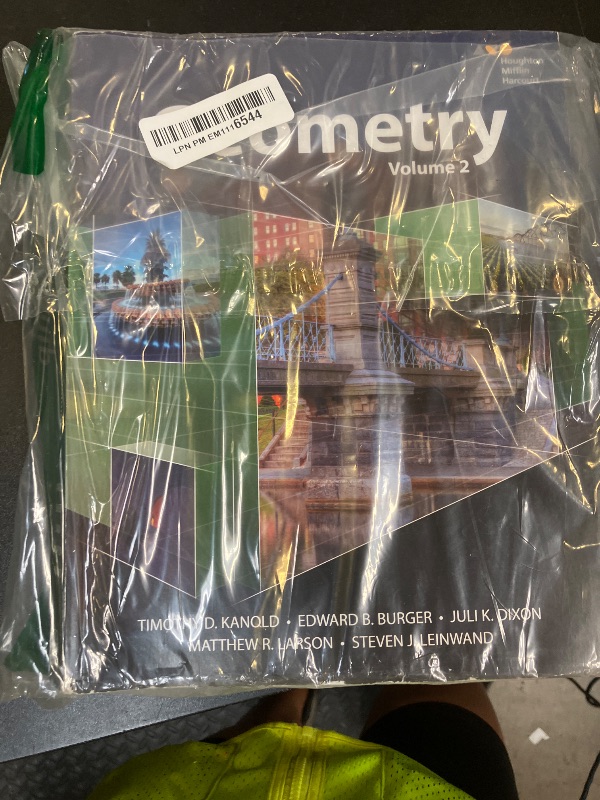 Houghton
Mifflin
Harcourt
ometry
LPN PM EM1116544
Volume 2
TIMOTHY D. KANOLD • EDWARD B. BURGER • JULI K. DIXON
MATTHEW R. LARSON • STEVEN J. LEINWAND